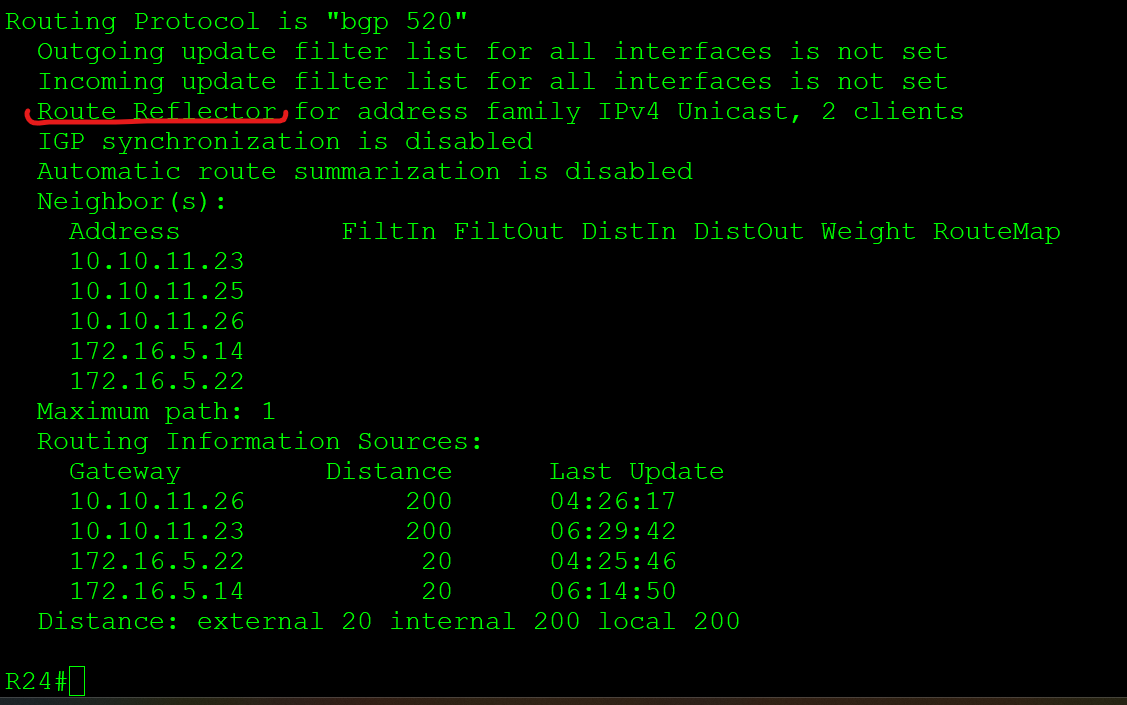 Routing Protocol is "bgp 520"
Outgoing update filter list for all interfaces is not set
Incoming update filter list for all interfaces is not set
Route Reflector for address family IPv4 Unicast, 2 clients
IGP synchronization is disabled
Automatic route summarization is disabled
Neighbor(s):
Address FiltIn FiltOut DistIn DistOut Weight RouteMap
10.10.11.23
10.10.11.25
10.10.11.26
172.16.5.14
172.16.5.22
Maximum path: 1
Routing Information Sources:
Gateway Distance Last Update
10.10.11.26 200 04:26:17
10.10.11.23 200 06:29:42
172.16.5.22 20 04:25:46
172.16.5.14 20 06:14:50
Distance: external 20 internal 200 local 200
R24#